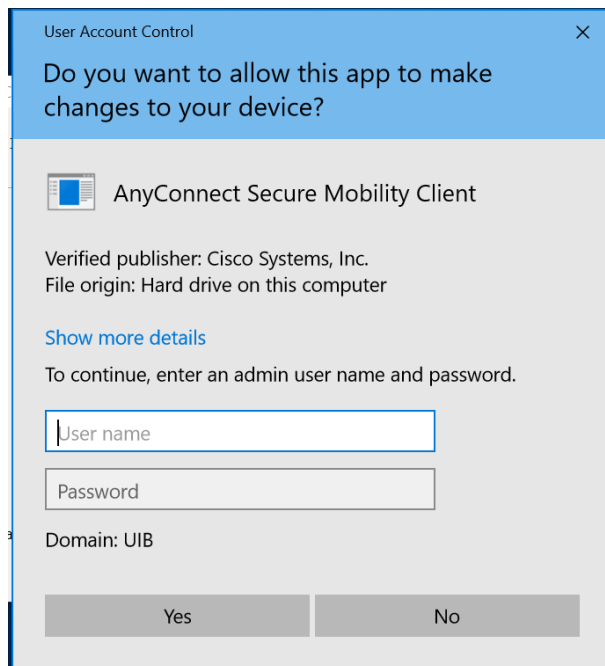 User Account Control
Do you want to allow this app to make
changes to your device?
AnyConnect Secure Mobility Client
Verified publisher: Cisco Systems, Inc.
File origin: Hard drive on this computer
Show more details
To continue, enter an admin user name and password.
User name
Password
Domain: UIB
Yes
No